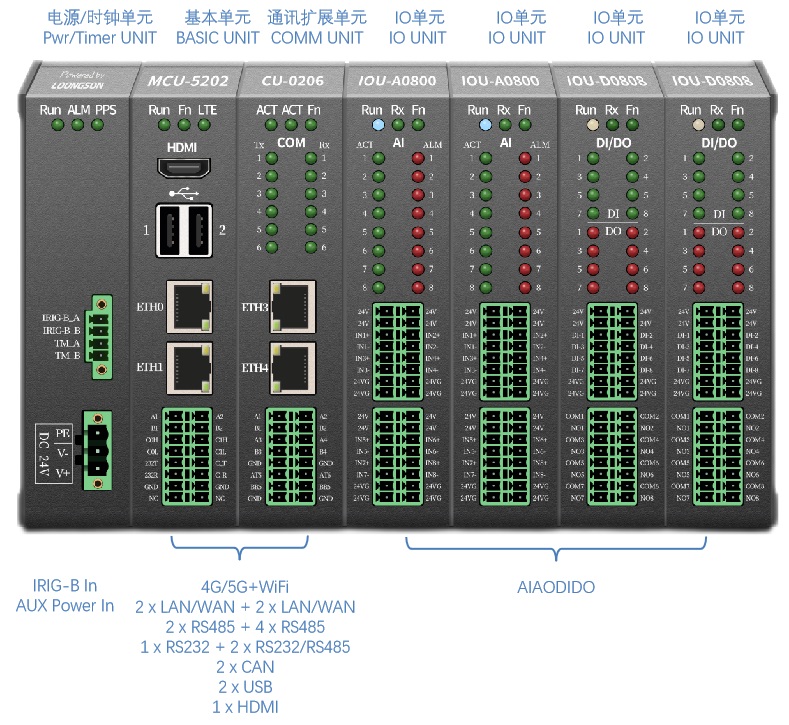 电源/时钟单元 基本单元 通讯扩展单元 IO单元 IO单元 IO单元 IO单元
Pwr/Timer UNIT BASIC UNIT COMM UNIT IO UNIT IO UNIT IO UNIT IO UNIT
Powered by
LOONGSON
MCU-5202 CU-0206 IOU-A0800 IOU-A0800 IOU-D0808 IOU-D0808
Run ALM PPS Run Fn LTE ACT ACT Fn Run Rx Fn Run Rx Fn Run Rx Fn Run Rx Fn
HDMI
Tx COM Rx
1 1
2 2
3 3
4 4
5 5
6 6
ACT AI ALM
1 1
2 2
3 3
4 4
5 5
6 6
7 7
8 8
ACT AI ALM
1 1
2 2
3 3
4 4
5 5
6 6
7 7
8 8
DI/DO
1 2
3 4
5 6
7 DI 8
1 DO 2
3 4
5 6
7 8
DI/DO
1 2
3 4
5 6
7 DI 8
1 DO 2
3 4
5 6
7 8
1 2
ETH0
ETH1
ETH3
ETH4
IRIG-B_A
IRIG-B_B
TM_A
TM_B
DC 24V
PE
V-
V+
A1 A2
B1 B2
GND
NC NC
A1 A2
B1 B2
A3 A4
B3 B4
GND GND
GND GND
24V 24V
24V 24V
IN1+ IN2+
IN1- IN2-
IN3+ IN4+
IN3- IN4-
24VG 24VG
24VG 24VG
24V 24V
24V 24V
IN5+ IN6+
IN5- IN6-
IN7+ IN8+
IN7- IN8-
24VG 24VG
24VG 24VG
24V 24V
24V 24V
DI-1 DI-2
DI-3 DI-4
DI-5 DI-6
DI-7 DI-8
24VG 24VG
24VG 24VG
COM1 COM2
NO1 NO2
COM3 COM4
NO3 NO4
COM5 COM6
NO5 NO6
COM7 COM8
NO7 NO8
IRIG-B In
AUX Power In
4G/5G+WiFi
2 x LAN/WAN + 2 x LAN/WAN
2 x RS485 + 4 x RS485
1 x RS232 + 2 x RS232/RS485
2 x CAN
2 x USB
1 x HDMI
AIAODIDO